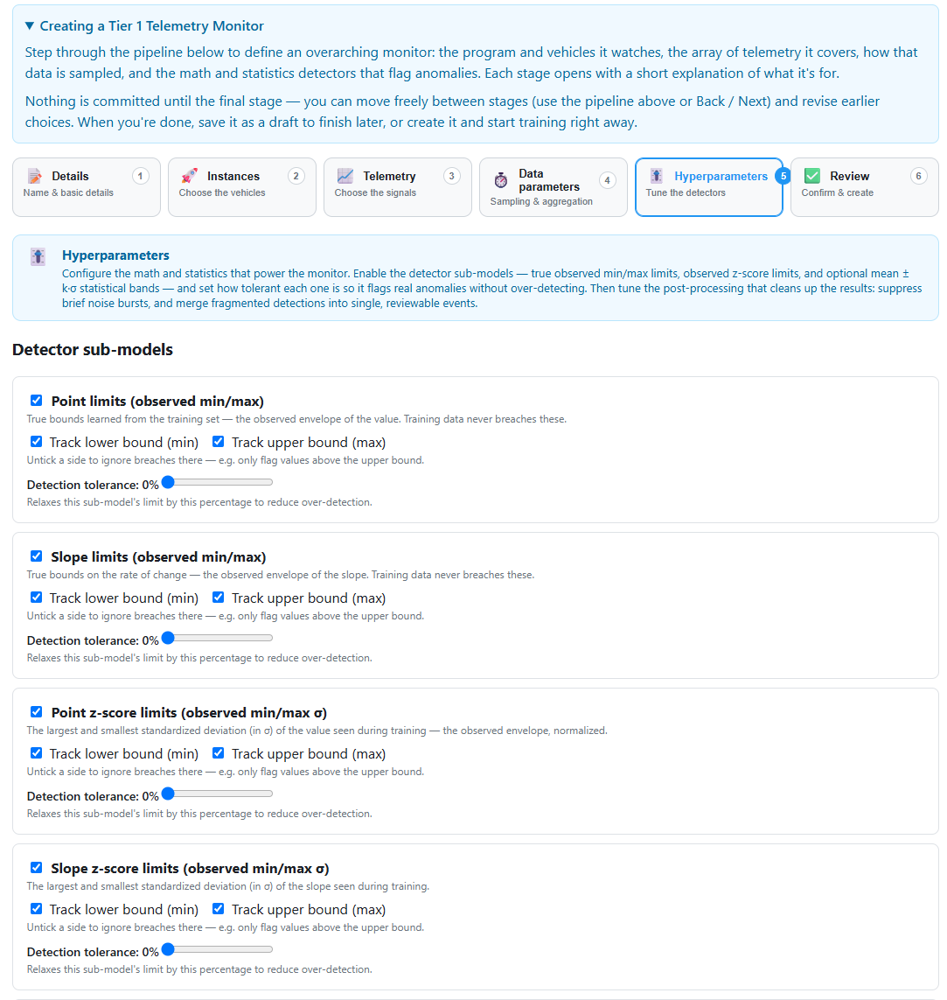 ▼ Creating a Tier 1 Telemetry Monitor
Step through the pipeline below to define an overarching monitor: the program and vehicles it watches, the array of telemetry it covers, how that
data is sampled, and the math and statistics detectors that flag anomalies. Each stage opens with a short explanation of what it's for.
Nothing is committed until the final stage — you can move freely between stages (use the pipeline above or Back / Next) and revise earlier
choices. When you're done, save it as a draft to finish later, or create it and start training right away.
Details 1
Name & basic details
Instances 2
Choose the vehicles
Telemetry 3
Choose the signals
Data
parameters 4
Sampling & aggregation
Hyperparameters 5
Tune the detectors
Review 6
Confirm & create
Hyperparameters
Configure the math and statistics that power the monitor. Enable the detector sub-models — true observed min/max limits, observed z-score limits, and optional mean ±
k·σ statistical bands — and set how tolerant each one is so it flags real anomalies without over-detecting. Then tune the post-processing that cleans up the results: suppress
brief noise bursts, and merge fragmented detections into single, reviewable events.
Detector sub-models
Point limits (observed min/max)
True bounds learned from the training set — the observed envelope of the value. Training data never breaches these.
Track lower bound (min) Track upper bound (max)
Untick a side to ignore breaches there — e.g. only flag values above the upper bound.
Detection tolerance: 0%
Relaxes this sub-model's limit by this percentage to reduce over-detection.
Slope limits (observed min/max)
True bounds on the rate of change — the observed envelope of the slope. Training data never breaches these.
Track lower bound (min) Track upper bound (max)
Untick a side to ignore breaches there — e.g. only flag values above the upper bound.
Detection tolerance: 0%
Relaxes this sub-model's limit by this percentage to reduce over-detection.
Point z-score limits (observed min/max σ)
The largest and smallest standardized deviation (in σ) of the value seen during training — the observed envelope, normalized.
Track lower bound (min) Track upper bound (max)
Untick a side to ignore breaches there — e.g. only flag values above the upper bound.
Detection tolerance: 0%
Relaxes this sub-model's limit by this percentage to reduce over-detection.
Slope z-score limits (observed min/max σ)
The largest and smallest standardized deviation (in σ) of the slope seen during training.
Track lower bound (min) Track upper bound (max)
Untick a side to ignore breaches there — e.g. only flag values above the upper bound.
Detection tolerance: 0%
Relaxes this sub-model's limit by this percentage to reduce over-detection.